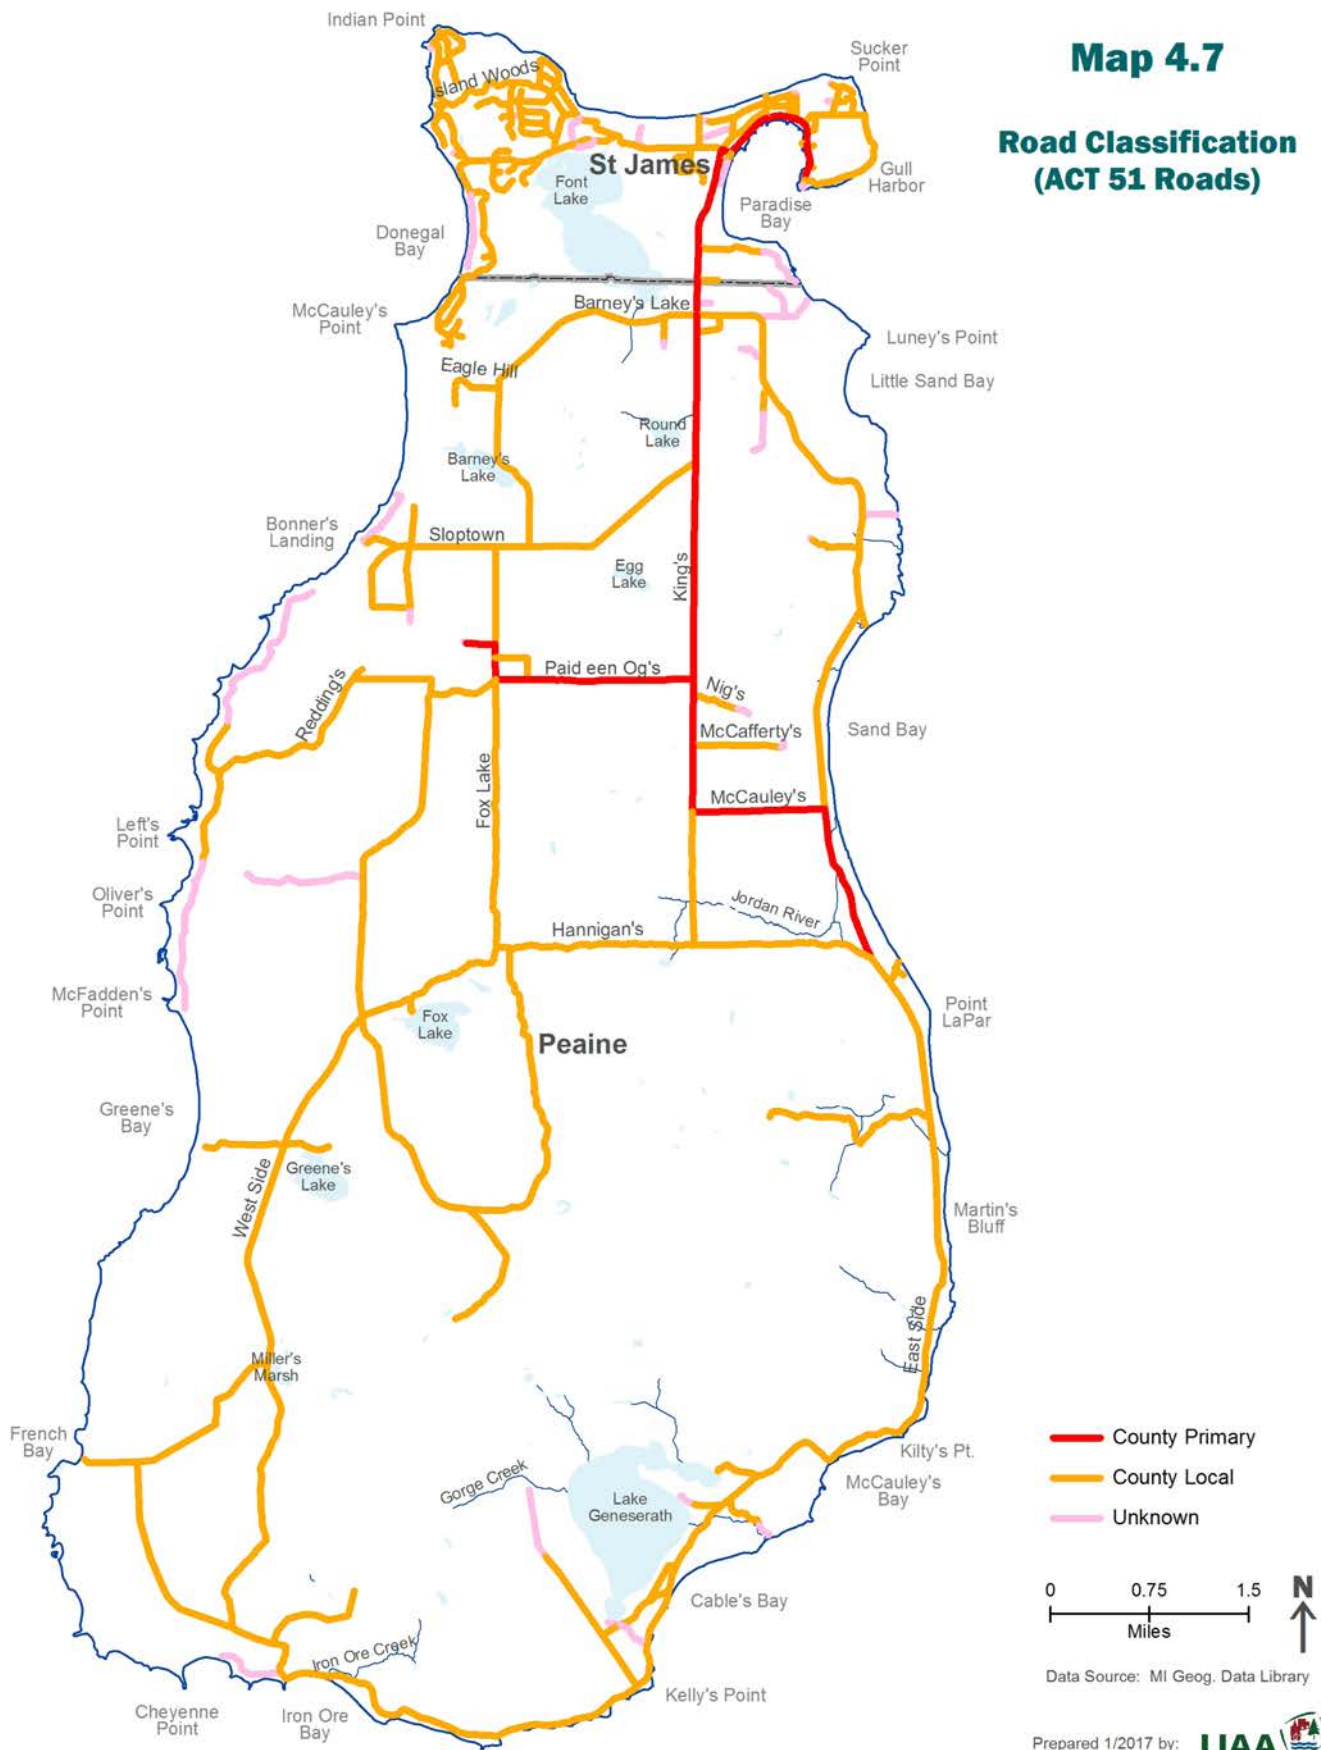 Indian Point
Map 4.7
Sucker
Point
Island Woods
Road Classification
(ACT 51 Roads)
St James
Gull
Harbor
Font
Lake
Paradise
Bay
Donegal
Bay
McCauley's
Point
Barney's Lake
Luney's Point
Eagle Hill
Little Sand Bay
Round
Lake
Barney's
Lake
Bonner's
Landing
Sloptown
Egg
Lake
King's
Paid een Og's
Redding's
Nig's
McCafferty's
Sand Bay
Fox Lake
McCauley's
Left's
Point
Oliver's
Point
Jordan River
Hannigan's
McFadden's
Point
Point
LaPar
Fox
Lake
Peaine
Greene's
Bay
Greene's
Lake
West Side
Martin's
Bluff
East Side
Miller's
Marsh
French
Bay
County Primary
Kilty's Pt.
County Local
McCauley's
Bay
Gorge Creek
Lake
Geneserath
Unknown
0 0.75 1.5
Miles
N
Cable's Bay
Iron Ore Creek
Data Source: MI Geog. Data Library
Kelly's Point
Cheyenne
Point
Iron Ore
Bay
Prepared 1/2017 by: